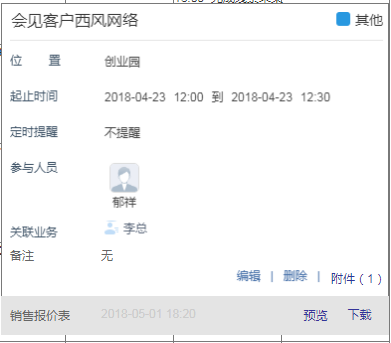 会见客户西风网络 其他
位 置 创业园
起止时间 2018-04-23 12:00 到 2018-04-23 12:30
定时提醒 不提醒
参与人员
郁祥
关联业务 李总
备注 无
编辑 | 删除 | 附件（1）
销售报价表 2018-05-01 18:20 预览 下载